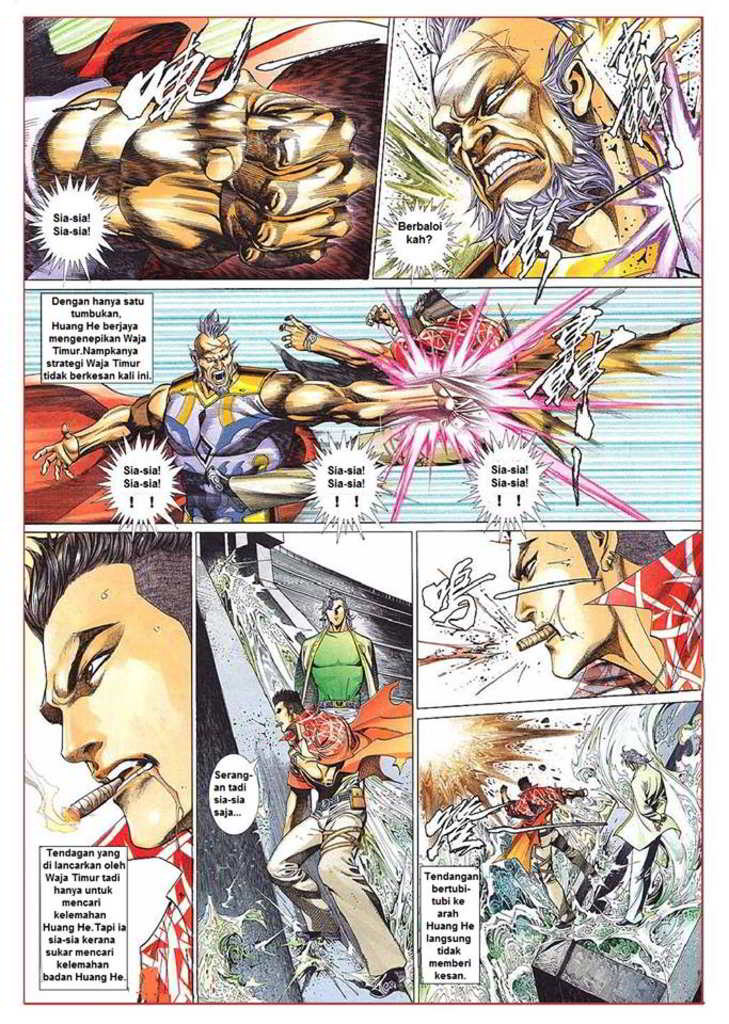 Sia-sia!
Sia-sia!
Berbaloi
kah?
Dengan hanya satu
tumbukan,
Huang He berjaya
mengenepikan Waja
Timur.Nampkanya
strategi Waja Timur
tidak berkesan kali ini.
Sia-sia!
Sia-sia!
! !
Sia-sia!
Sia-sia!
! !
Sia-sia!
Sia-sia!
! !
Tendagan yang
di lancarkan oleh
Waja Timur tadi
hanya untuk
mencari
kelemahan
Huang He.Tapi ia
sia-sia kerana
sukar mencari
kelemahan
badan Huang He.
Serang-
an tadi
sia-sia
saja...
Tendangan
bertubi-
tubi ke
arah
Huang He
langsung
tidak
memberi
kesan.